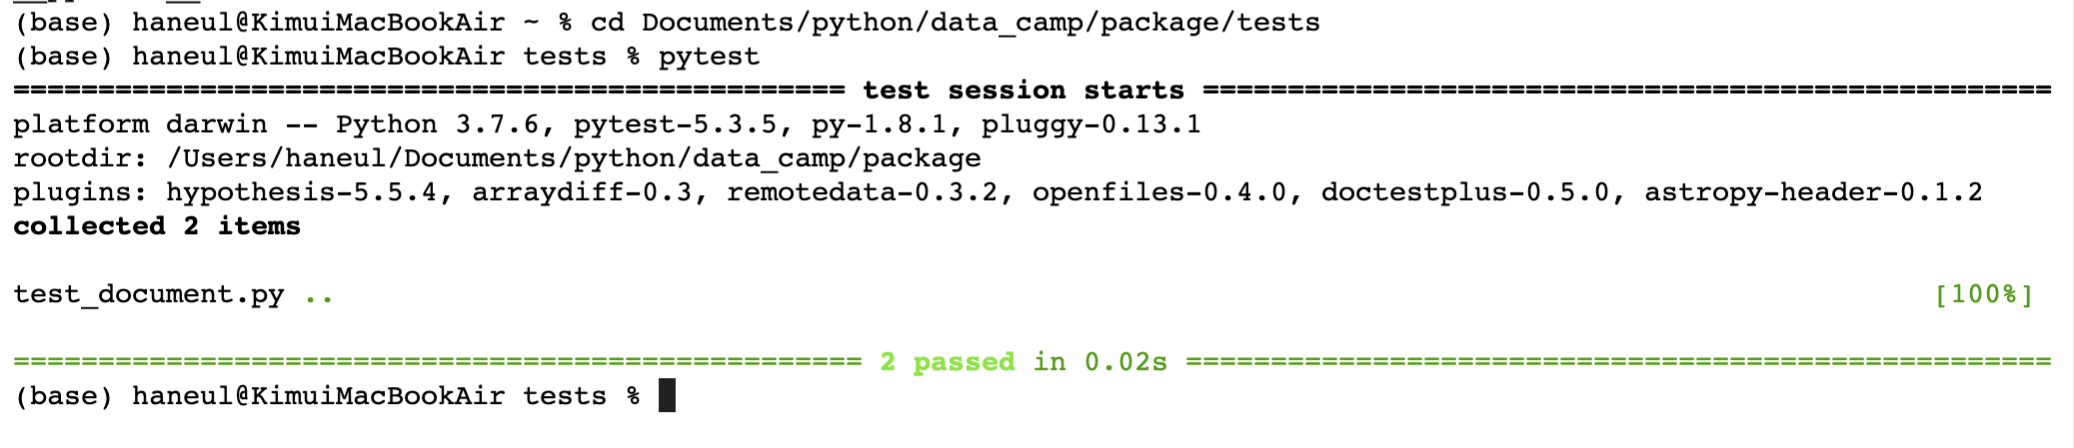 (base) haneul@KimuiMacBookAir ~ % cd Documents/python/data_camp/package/tests
(base) haneul@KimuiMacBookAir tests % pytest
================================================= test session starts ==================================================
platform darwin -- Python 3.7.6, pytest-5.3.5, py-1.8.1, pluggy-0.13.1
rootdir: /Users/haneul/Documents/python/data_camp/package
plugins: hypothesis-5.5.4, arraydiff-0.3, remotedata-0.3.2, openfiles-0.4.0, doctestplus-0.5.0, astropy-header-0.1.2
collected 2 items
test_document.py .. [100%]
================================================== 2 passed in 0.02s ===================================================
(base) haneul@KimuiMacBookAir tests %